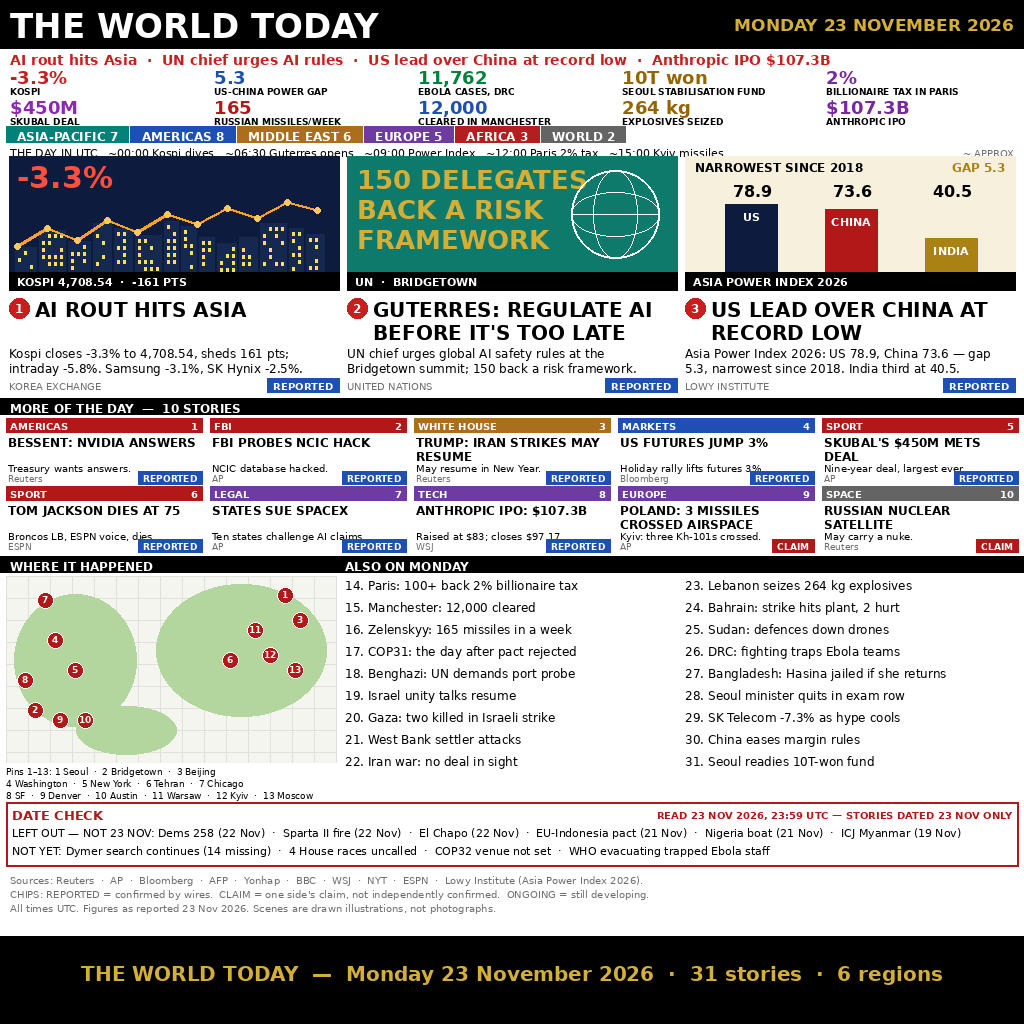 THE WORLD TODAY
MONDAY 23 NOVEMBER 2026
AI rout hits Asia · UN chief urges AI rules · US lead over China at record low · Anthropic IPO $107.3B
-3.3% 5.3 11,762 10T won 2%
KOSPI US-CHINA POWER GAP EBOLA CASES, DRC SEOUL STABILISATION FUND BILLIONAIRE TAX IN PARIS
$450M 165 12,000 264 kg $107.3B
SKUBAL DEAL RUSSIAN MISSILES/WEEK CLEARED IN MANCHESTER EXPLOSIVES SEIZED ANTHROPIC IPO
ASIA-PACIFIC 7 AMERICAS 8 MIDDLE EAST 6 EUROPE 5 AFRICA 3 WORLD 2
THE DAY IN UTC ~00:00 Kospi dives ~06:30 Guterres opens ~09:00 Power Index ~12:00 Paris 2% tax ~15:00 Kyiv missiles ~ APPROX
-3.3%
KOSPI 4,708.54 · -161 PTS
150 DELEGATES
BACK A RISK
FRAMEWORK
UN · BRIDGETOWN
NARROWEST SINCE 2018 GAP 5.3
78.9 73.6 40.5
US CHINA INDIA
ASIA POWER INDEX 2026
1 AI ROUT HITS ASIA
Kospi closes -3.3% to 4,708.54, sheds 161 pts;
intraday -5.8%. Samsung -3.1%, SK Hynix -2.5%.
KOREA EXCHANGE REPORTED
2 GUTERRES: REGULATE AI
BEFORE IT'S TOO LATE
UN chief urges global AI safety rules at the
Bridgetown summit; 150 back a risk framework.
UNITED NATIONS REPORTED
3 US LEAD OVER CHINA AT
RECORD LOW
Asia Power Index 2026: US 78.9, China 73.6 — gap
5.3, narrowest since 2018. India third at 40.5.
LOWY INSTITUTE REPORTED
MORE OF THE DAY — 10 STORIES
AMERICAS 1
BESSENT: NVIDIA ANSWERS
Treasury wants answers.
Reuters REPORTED
FBI 2
FBI PROBES NCIC HACK
NCIC database hacked.
AP REPORTED
WHITE HOUSE 3
TRUMP: IRAN STRIKES MAY
RESUME
May resume in New Year.
Reuters REPORTED
MARKETS 4
US FUTURES JUMP 3%
Holiday rally lifts futures 3%.
Bloomberg REPORTED
SPORT 5
SKUBAL'S $450M METS
DEAL
Nine-year deal, largest ever.
AP REPORTED
SPORT 6
TOM JACKSON DIES AT 75
Broncos LB, ESPN voice, dies.
ESPN REPORTED
LEGAL 7
STATES SUE SPACEX
Ten states challenge AI claims.
AP REPORTED
TECH 8
ANTHROPIC IPO: $107.3B
Raised at $83; closes $97.17.
WSJ REPORTED
EUROPE 9
POLAND: 3 MISSILES
CROSSED AIRSPACE
Kyiv: three Kh-101s crossed.
AP CLAIM
SPACE 10
RUSSIAN NUCLEAR
SATELLITE
May carry a nuke.
Reuters CLAIM
WHERE IT HAPPENED
7
1
3
4
11
5
6
12
13
8
2
9
10
Pins 1–13: 1 Seoul · 2 Bridgetown · 3 Beijing
4 Washington · 5 New York · 6 Tehran · 7 Chicago
8 SF · 9 Denver · 10 Austin · 11 Warsaw · 12 Kyiv · 13 Moscow
ALSO ON MONDAY
14. Paris: 100+ back 2% billionaire tax
15. Manchester: 12,000 cleared
16. Zelenskyy: 165 missiles in a week
17. COP31: the day after pact rejected
18. Benghazi: UN demands port probe
19. Israel unity talks resume
20. Gaza: two killed in Israeli strike
21. West Bank settler attacks
22. Iran war: no deal in sight
23. Lebanon seizes 264 kg explosives
24. Bahrain: strike hits plant, 2 hurt
25. Sudan: defences down drones
26. DRC: fighting traps Ebola teams
27. Bangladesh: Hasina jailed if she returns
28. Seoul minister quits in exam row
29. SK Telecom -7.3% as hype cools
30. China eases margin rules
31. Seoul readies 10T-won fund
DATE CHECK READ 23 NOV 2026, 23:59 UTC — STORIES DATED 23 NOV ONLY
LEFT OUT — NOT 23 NOV: Dems 258 (22 Nov) · Sparta II fire (22 Nov) · El Chapo (22 Nov) · EU-Indonesia pact (21 Nov) · Nigeria boat (21 Nov) · ICJ Myanmar (19 Nov)
NOT YET: Dymer search continues (14 missing) · 4 House races uncalled · COP32 venue not set · WHO evacuating trapped Ebola staff
Sources: Reuters · AP · Bloomberg · AFP · Yonhap · BBC · WSJ · NYT · ESPN · Lowy Institute (Asia Power Index 2026).
CHIPS: REPORTED = confirmed by wires. CLAIM = one side's claim, not independently confirmed. ONGOING = still developing.
All times UTC. Figures as reported 23 Nov 2026. Scenes are drawn illustrations, not photographs.
THE WORLD TODAY — Monday 23 November 2026 · 31 stories · 6 regions